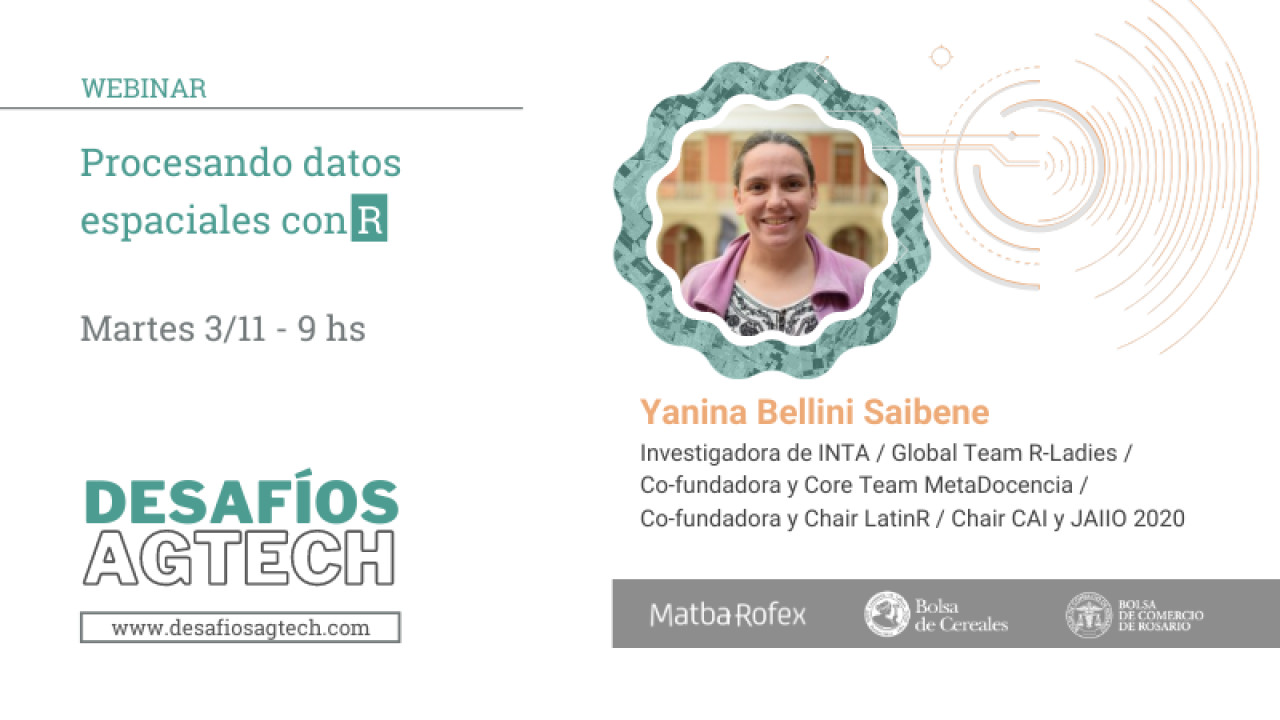 WEBINAR
Procesando datos
espaciales con R
Martes 3/11 - 9 hs
DESAFÍOS
AGTECH
www.desafiosagtech.com
Yanina Bellini Saibene
Investigadora de INTA / Global Team R-Ladies /
Co-fundadora y Core Team MetaDocencia /
Co-fundadora y Chair LatinR / Chair CAI y JAIIO 2020
MatbaRofex
Bolsa
de Cereales
BOLSA
DE COMERCIO
DE ROSARIO